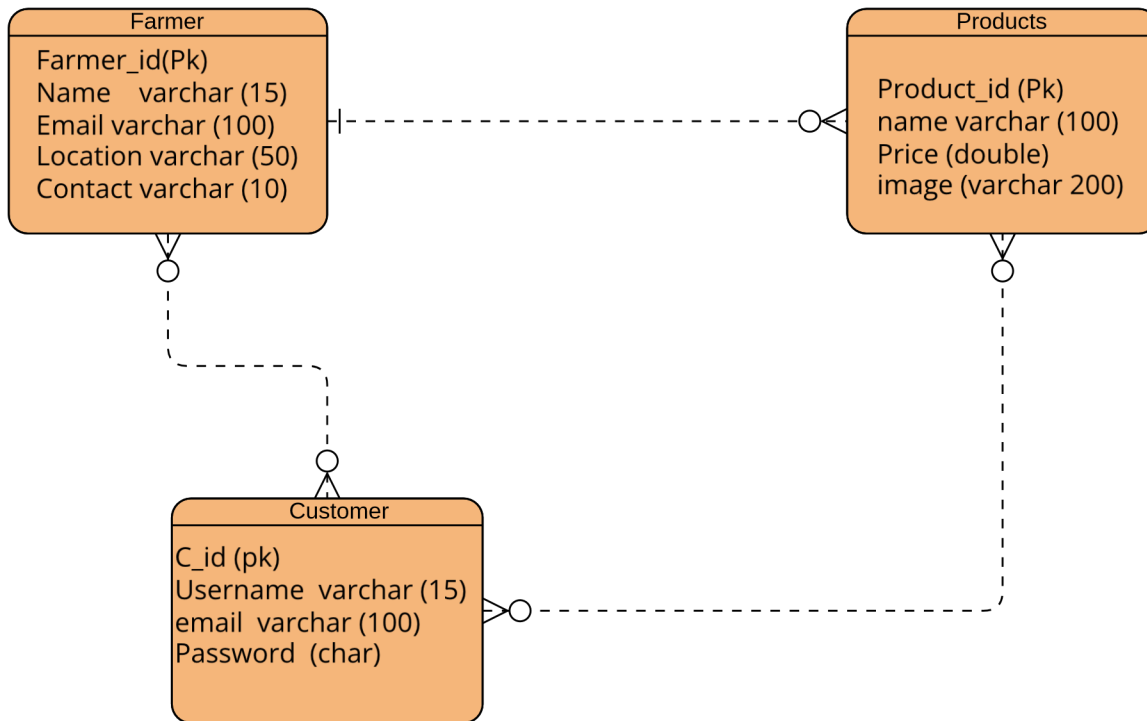 Farmer
Farmer_id(Pk)
Name varchar (15)
Email varchar (100)
Location varchar (50)
Contact varchar (10)
Products
Product_id (Pk)
name varchar (100)
Price (double)
image (varchar 200)
Customer
C_id (pk)
Username varchar (15)
email varchar (100)
Password (char)